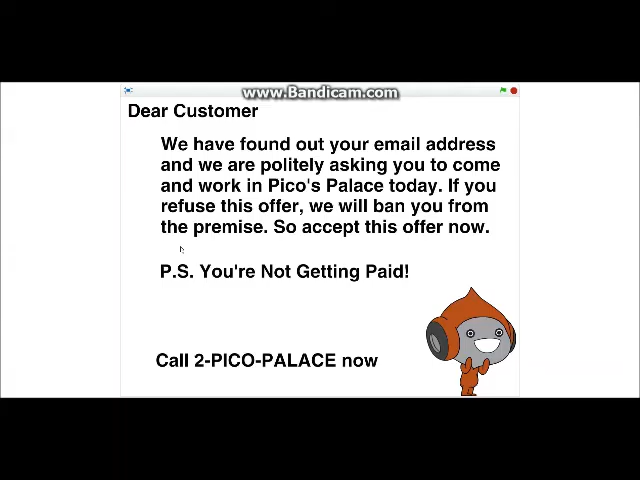 www.Bandicam.com
Dear Customer
We have found out your email address
and we are politely asking you to come
and work in Pico's Palace today. If you
refuse this offer, we will ban you from
the premise. So accept this offer now.
P.S. You're Not Getting Paid!
Call 2-PICO-PALACE now